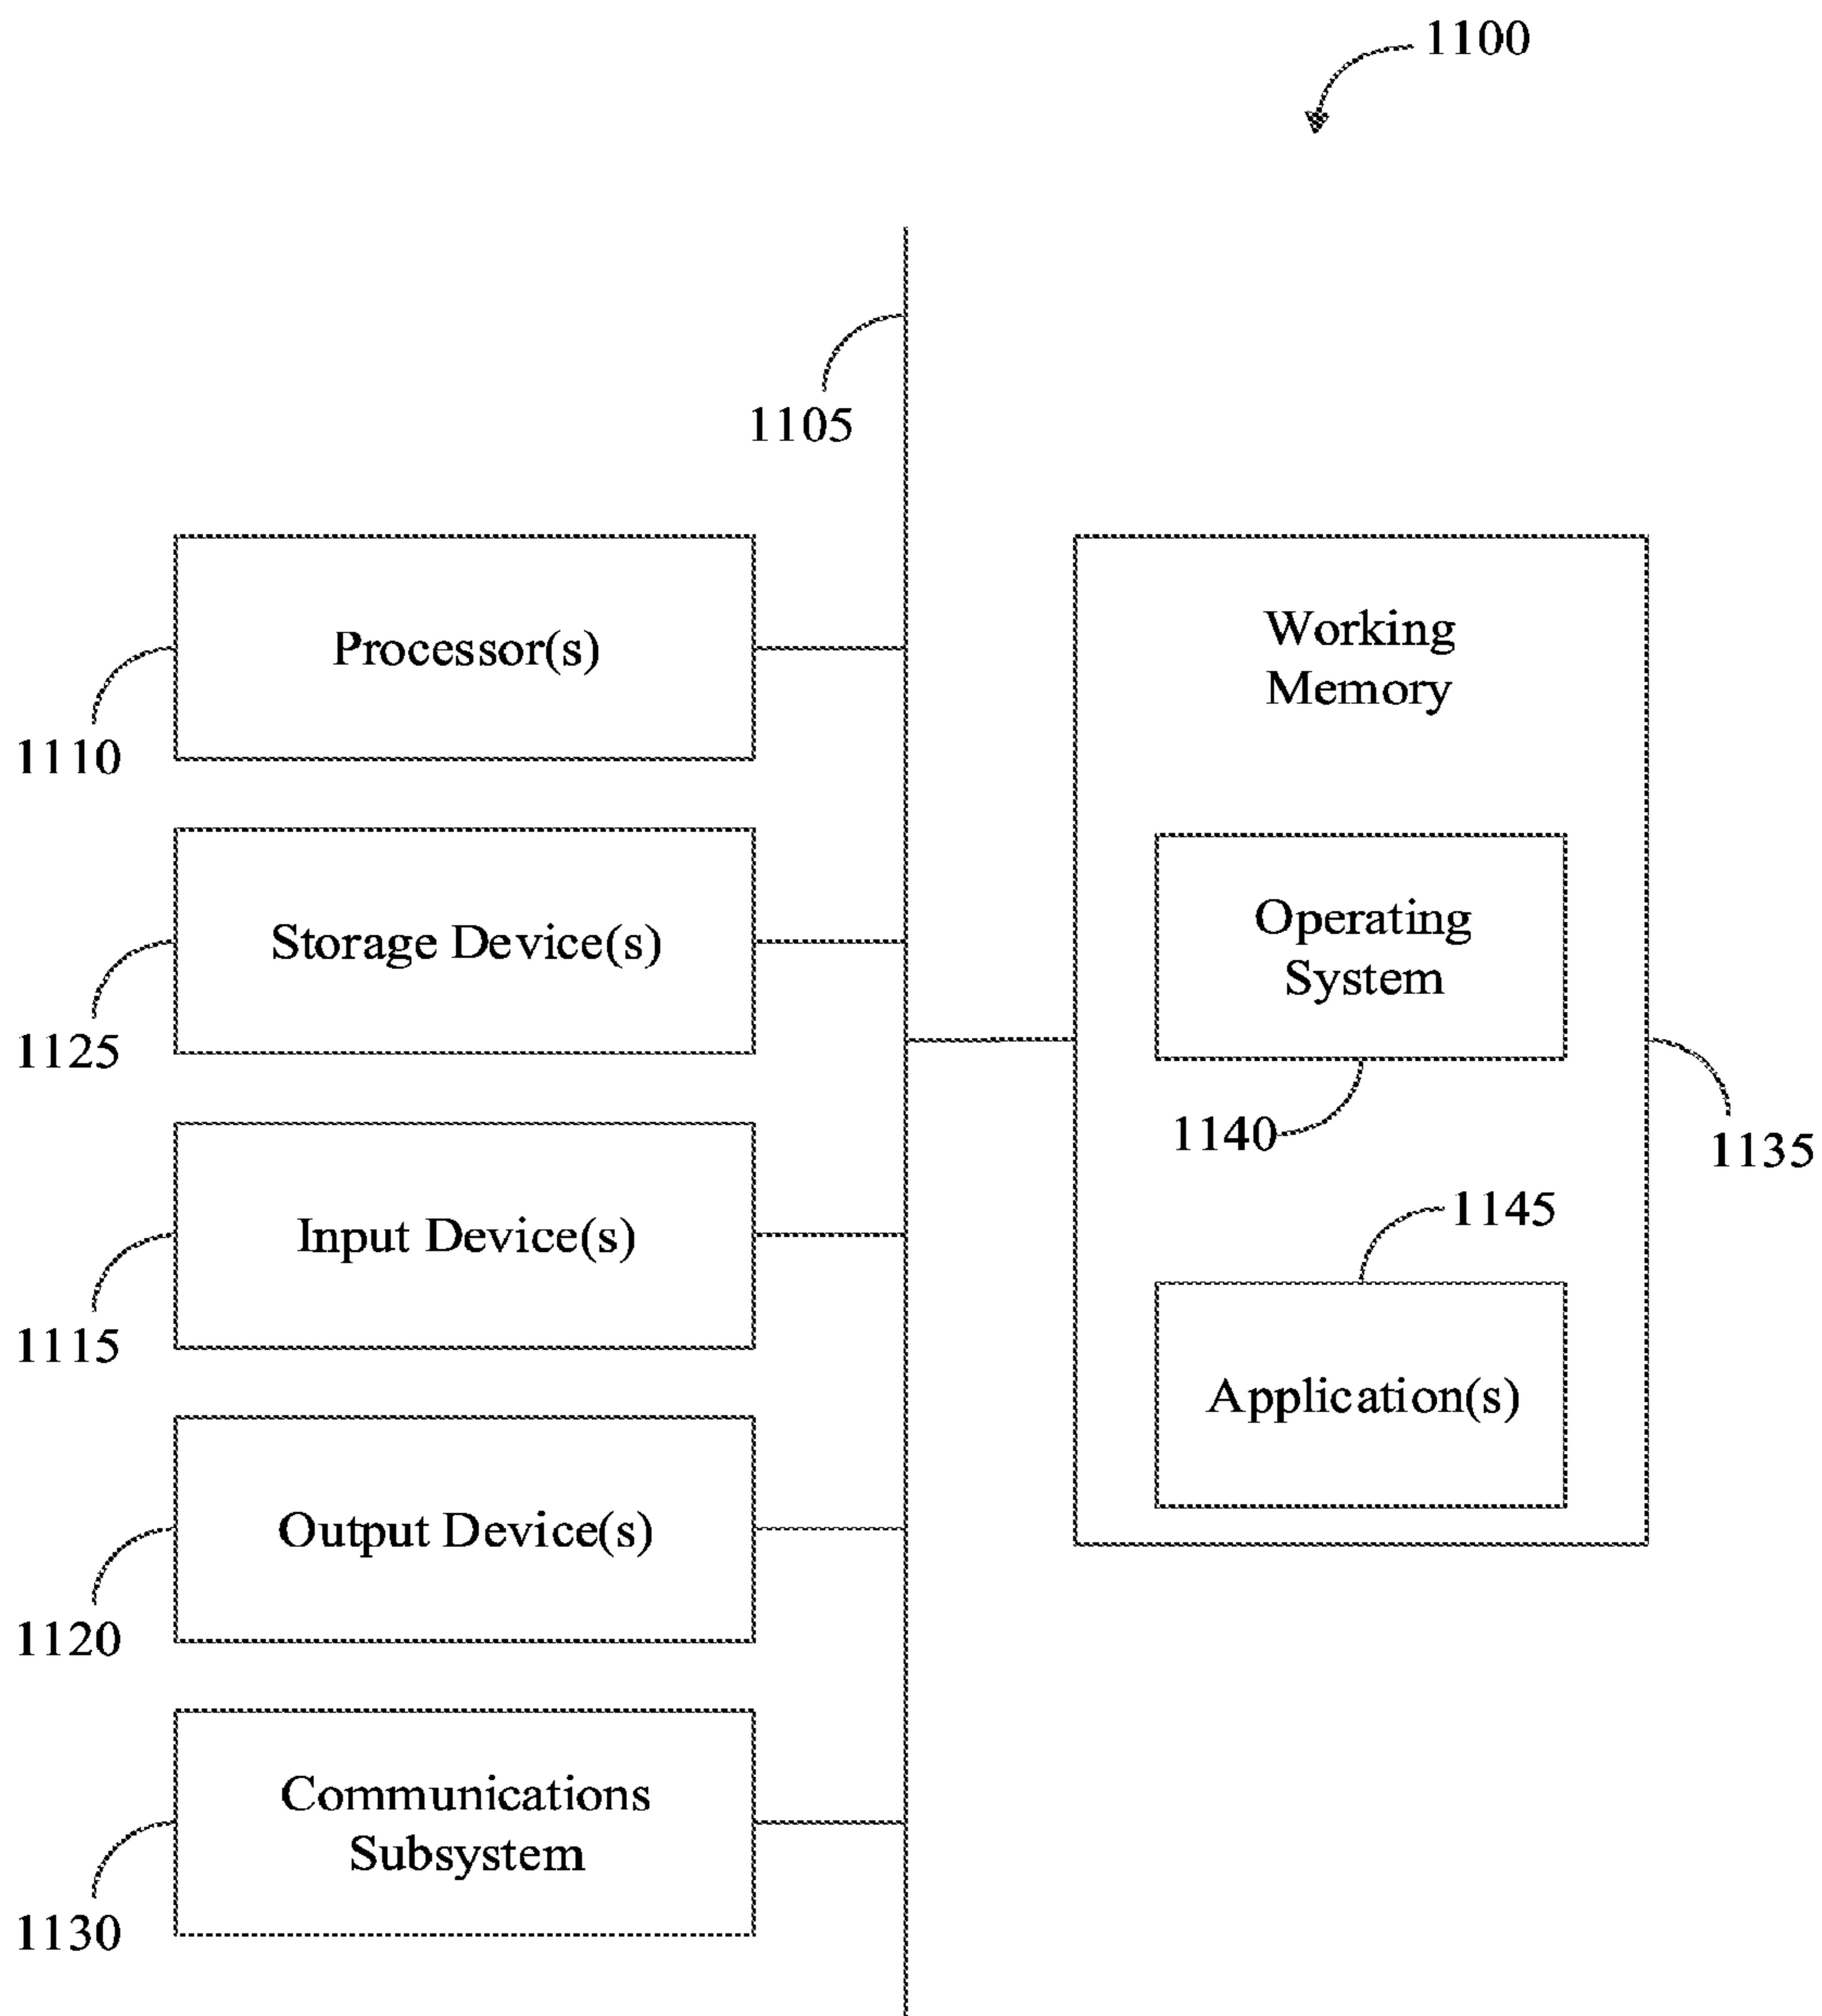 1100
1105
Processor(s)
1110
Storage Device(s)
1125
Input Device(s)
1115
Output Device(s)
1120
Communications
Subsystem
1130
Working
Memory
Operating
System
1140
1135
1145
Application(s)